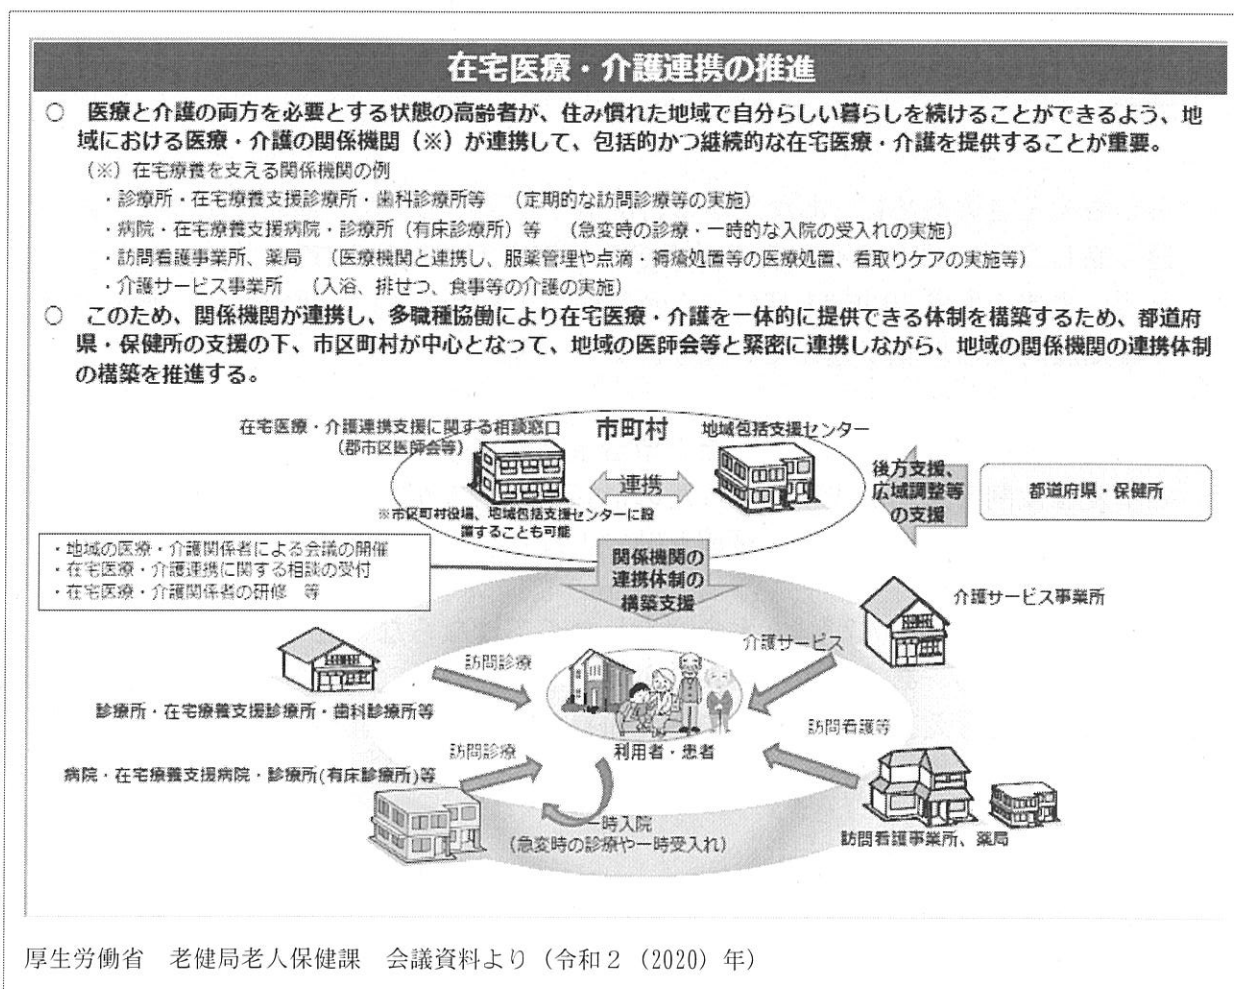 在宅医療・介護連携の推進
○ 医療と介護の両方を必要とする状態の高齢者が、住み慣れた地域で自分らしい暮らしを続けることができるよう、地
域における医療・介護の関係機関（※）が連携して、包括的かつ継続的な在宅医療・介護を提供することが重要。
（※）在宅療養を支える関係機関の例
・診療所・在宅療養支援診療所・歯科診療所等 （定期的な訪問診療等の実施）
・病院・在宅療養支援病院・診療所（有床診療所）等 （急変時の診療・一時的な入院の受入れの実施）
・訪問看護事業所、薬局 （医療機関と連携し、服薬管理や点滴・褥瘡処置等の医療処置、看取りケアの実施等）
・介護サービス事業所 （入浴、排せつ、食事等の介護の実施）
○ このため、関係機関が連携し、多職種協働により在宅医療・介護を一体的に提供できる体制を構築するため、都道府
県・保健所の支援の下、市区町村が中心となって、地域の医師会等と緊密に連携しながら、地域の関係機関の連携体制
の構築を推進する。
在宅医療・介護連携支援に関する相談窓口
（郡市区医師会等）
市町村
地域包括支援センター
連携
※市区町村役場、地域包括支援センターに設
置することも可能
後方支援、
広域調整等
の支援
都道府県・保健所
・地域の医療・介護関係者による会議の開催
・在宅医療・介護連携に関する相談の受付
・在宅医療・介護関係者の研修 等
関係機関の
連携体制の
構築支援
介護サービス事業所
訪問診療
介護サービス
診療所・在宅療養支援診療所・歯科診療所等
訪問看護等
訪問診療
利用者・患者
病院・在宅療養支援病院・診療所(有床診療所)等
一時入院
（急変時の診療や一時受入れ）
訪問看護事業所、薬局
厚生労働省 老健局老人保健課 会議資料より（令和２（2020）年）